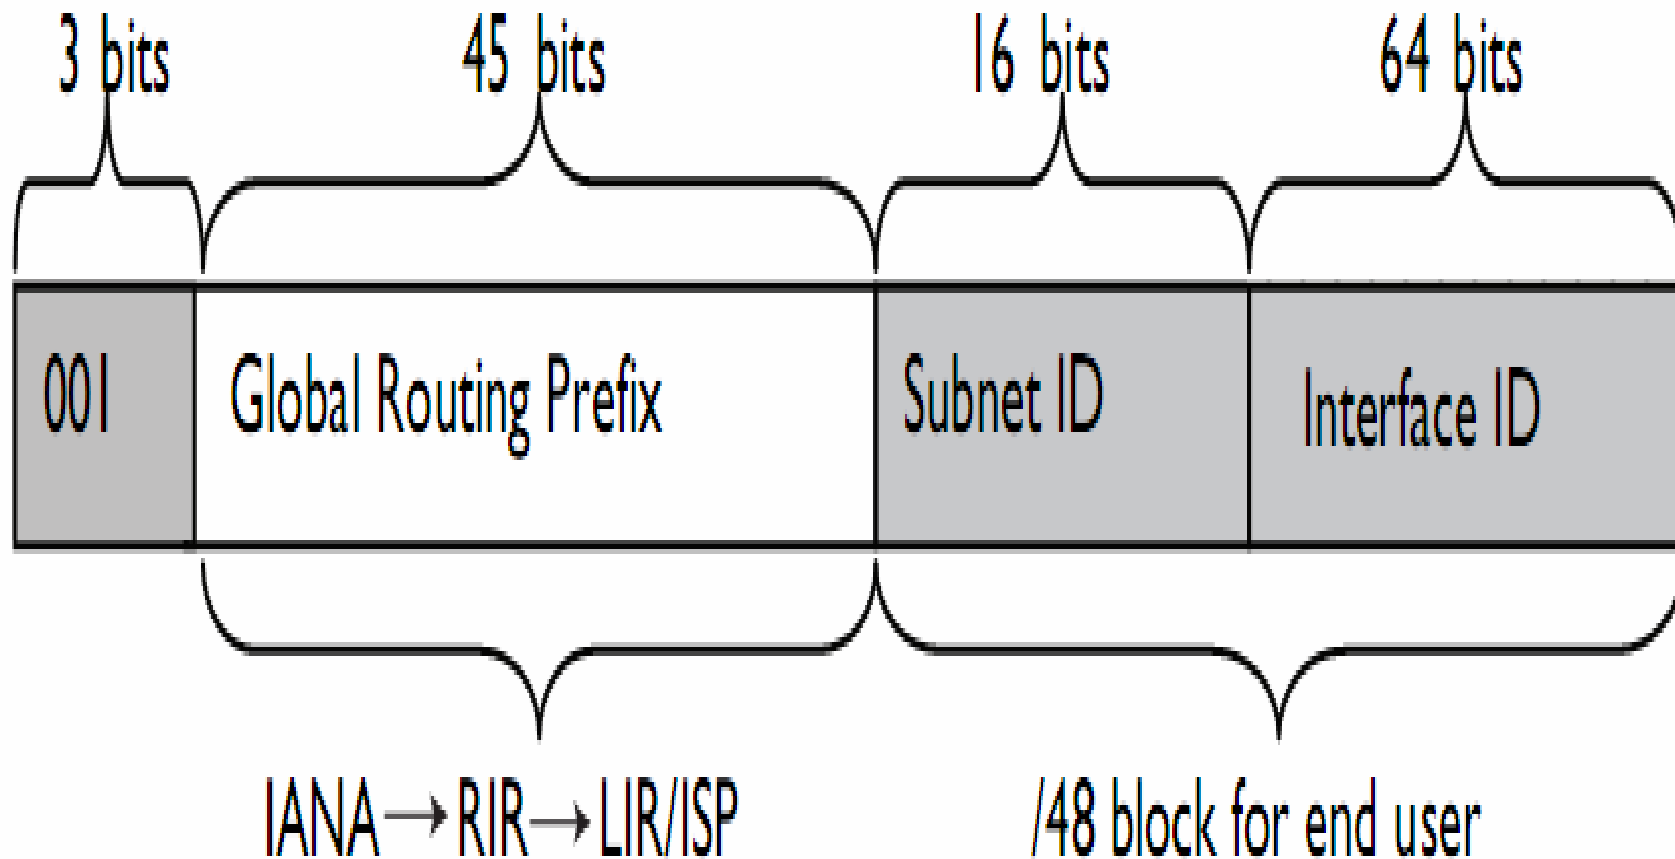 3 bits
45 bits
16 bits
64 bits
001
Global Routing Prefix
Subnet ID
Interface ID
IANA→RIR→LIR/ISP
/48 block for end user